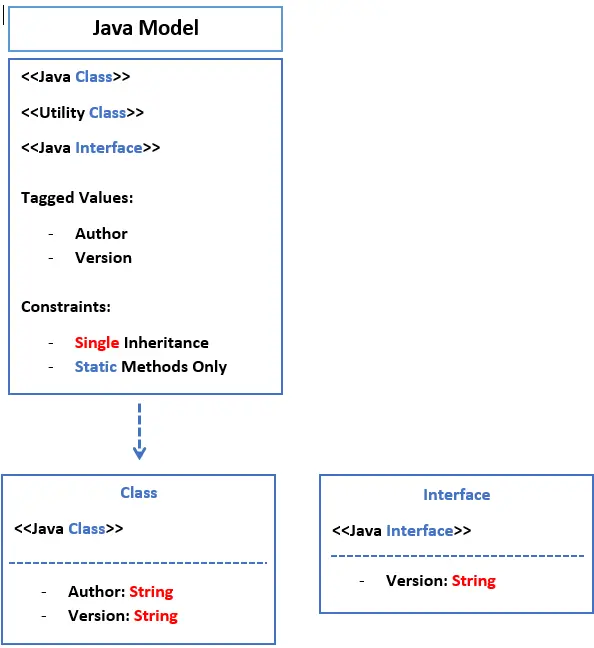 Java Model
<<Java Class>>
<<Utility Class>>
<<Java Interface>>
Tagged Values:
- Author
- Version
Constraints:
- Single Inheritance
- Static Methods Only
Class
<<Java Class>>
- Author: String
- Version: String
Interface
<<Java Interface>>
- Version: String